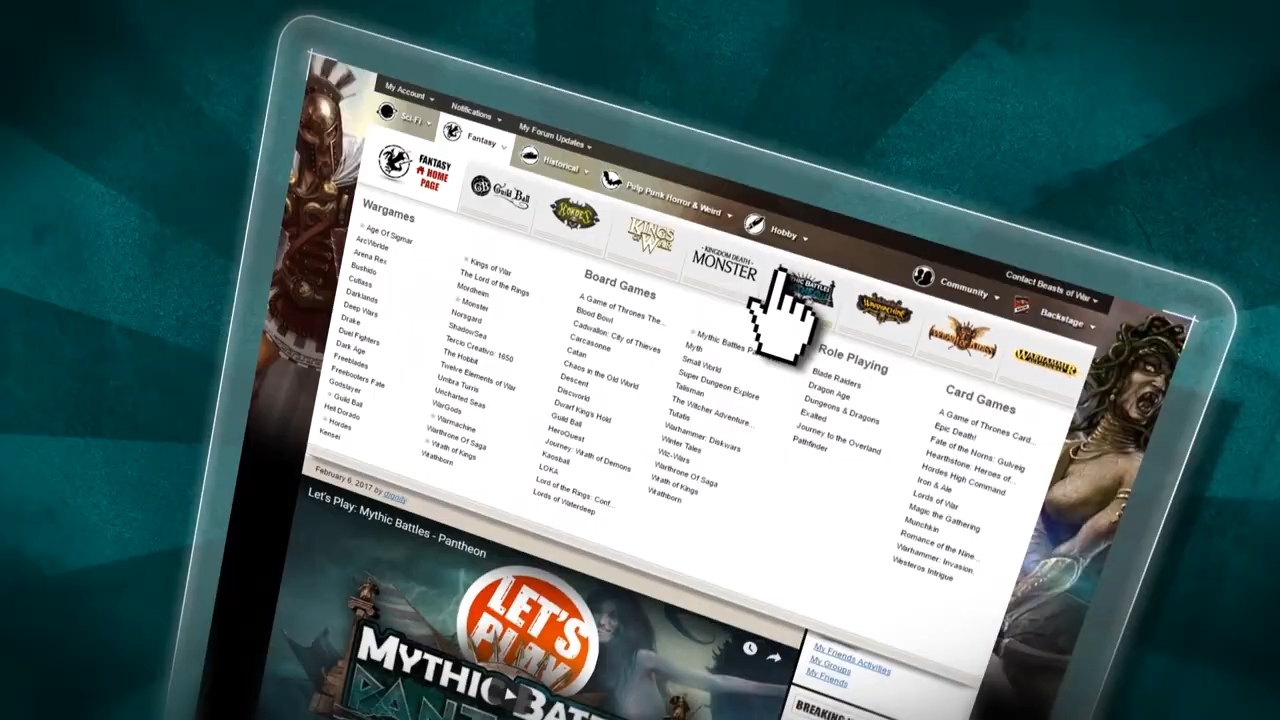 My Account
Notifications
My Forum Updates
Contact Beasts of War
Sci-Fi
Fantasy
Historical
Pulp Punk Horror & Weird
Hobby
Community
Backstage
FANTASY
HOME
PAGE
GB Guild Ball
HORDES
KINGS
OF WAR
KINGDOM DEATH
MONSTER
WARMACHINE
WARHAMMER
Wargames
Age Of Sigmar
ArcWorlde
Arena Rex
Bushido
Cutlass
Darklands
Deep Wars
Drake
Duel Fighters
Dark Age
Freeblades
Freebooters Fate
Godslayer
Guild Ball
Hell Dorado
Hordes
Kensei
Kings of War
The Lord of the Rings
Mordheim
Monster
Norsgard
ShadowSea
Tercio Creativo: 1650
The Hobbit
Twelve Elements of War
Umbra Turris
Uncharted Seas
WarGods
Warmachine
Warthrone Of Saga
Wrath of Kings
Wrathborn
Board Games
A Game of Thrones The...
Blood Bowl
Cadwallon: City of Thieves
Carcasonne
Catan
Chaos in the Old World
Descent
Discworld
Dwarf King's Hold
Guild Ball
HeroQuest
Journey: Wrath of Demons
Kaosball
LOKA
Lord of the Rings: Conf...
Lords of Waterdeep
Mythic Battles
Myth
Small World
Super Dungeon Explore
Talisman
The Witcher Adventure...
Tutatis
Warhammer: Diskwars
Winter Tales
Wiz-Wars
Warthrone Of Saga
Wrath of Kings
Wrathborn
Role Playing
Blade Raiders
Dragon Age
Dungeons & Dragons
Exalted
Journey to the Overland
Pathfinder
Card Games
A Game of Thrones Card...
Epic Death!
Fate of the Norns: Gulveig
Hearthstone: Heroes of...
Hordes High Command
Iron & Ale
Lords of War
Magic the Gathering
Munchkin
Romance of the Nine...
Warhammer: Invasion
Westeros Intrigue
February 6, 2017 by dignity
Let's Play: Mythic Battles - Pantheon
LET'S
PLAY
MYTHIC
My Friends Activities
My Groups
My Friends
BREAKING